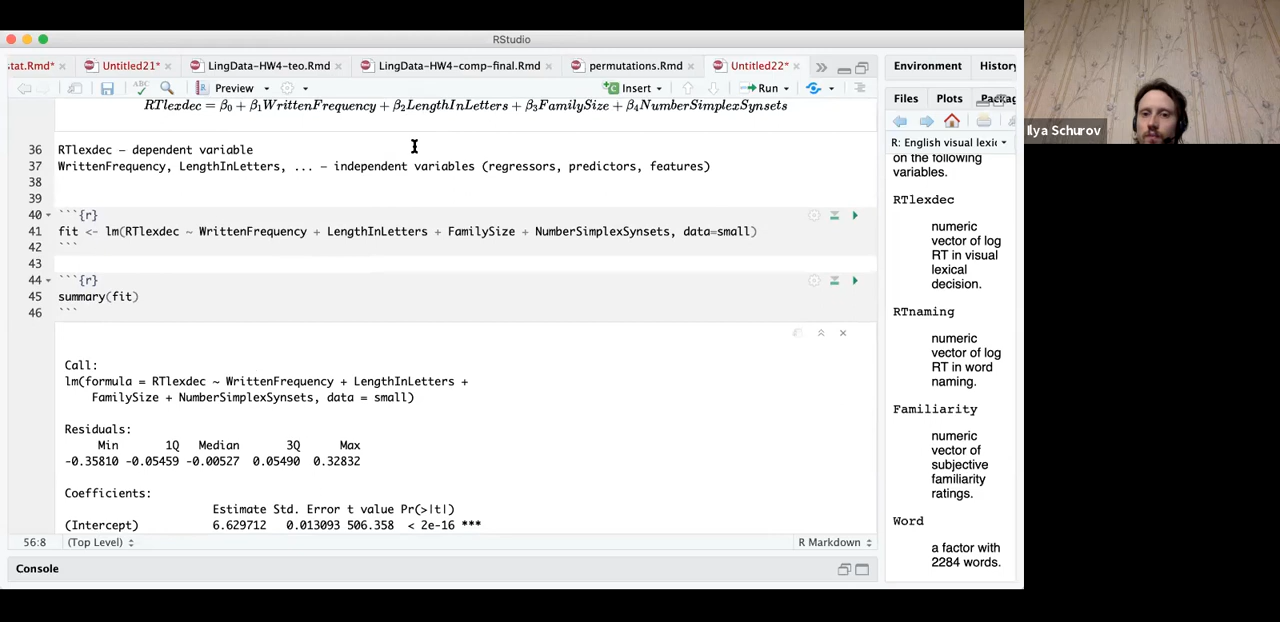 RStudio
stat.Rmd*
Untitled21*
LingData-HW4-teo.Rmd
LingData-HW4-comp-final.Rmd
permutations.Rmd
Untitled22*
Environment
History
ABC
Preview
Insert
Run
Files
Plots
Packag
RTlexdec = β0 + β1WrittenFrequency + β2LengthInLetters + β3FamilySize + β4NumberSimplexSynsets
36 RTlexdec — dependent variable
37 WrittenFrequency, LengthInLetters, ... — independent variables (regressors, predictors, features)
38
39
40 ```{r}
41 fit <- lm(RTlexdec ~ WrittenFrequency + LengthInLetters + FamilySize + NumberSimplexSynsets, data=small)
42 ```
43
44 ```{r}
45 summary(fit)
46 ```
Call:
lm(formula = RTlexdec ~ WrittenFrequency + LengthInLetters +
FamilySize + NumberSimplexSynsets, data = small)
Residuals:
Min 1Q Median 3Q Max
-0.35810 -0.05459 -0.00527 0.05490 0.32832
Coefficients:
Estimate Std. Error t value Pr(>|t|)
(Intercept) 6.629712 0.013093 506.358 < 2e-16 ***
56:8 (Top Level) R Markdown
Console
R: English visual lexic
on the following
variables.
RTlexdec
numeric
vector of log
RT in visual
lexical
decision.
RTnaming
numeric
vector of log
RT in word
naming.
Familiarity
numeric
vector of
subjective
familiarity
ratings.
Word
a factor with
2284 words.
Ilya Schurov